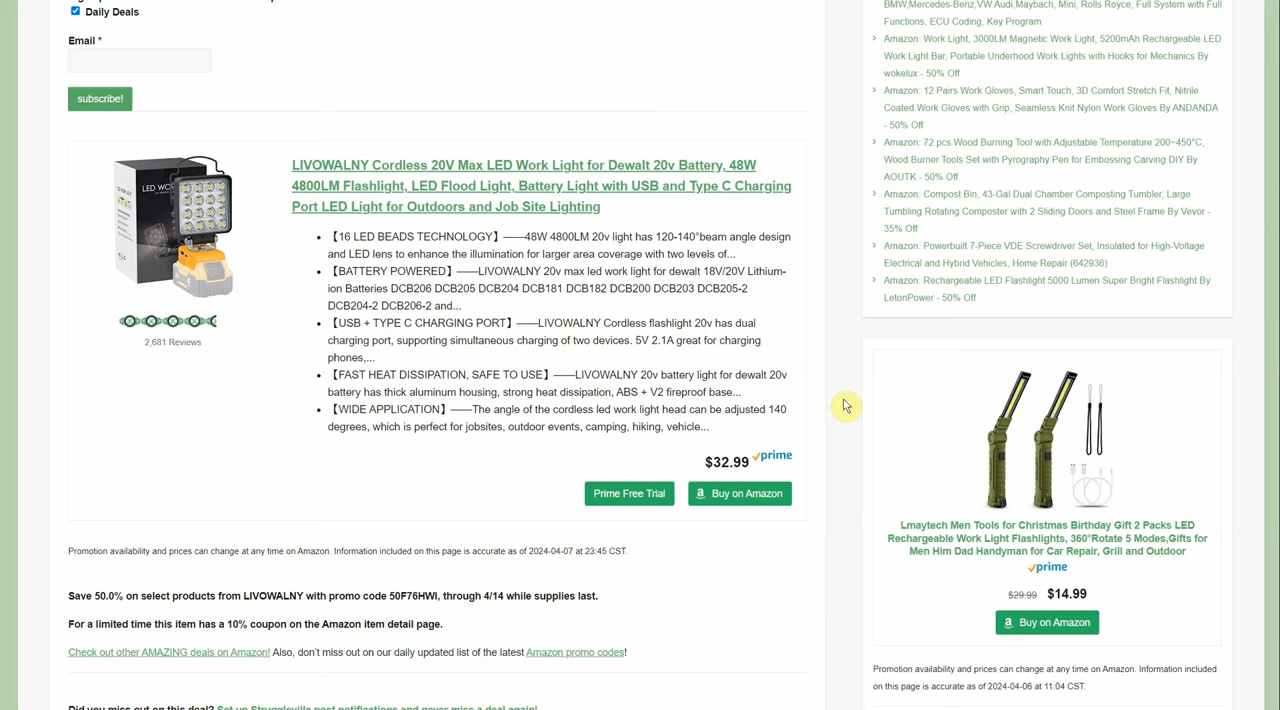 Daily Deals
Email *
subscribe!
LED WO
2,681 Reviews
LIVOWALNY Cordless 20V Max LED Work Light for Dewalt 20v Battery, 48W
4800LM Flashlight, LED Flood Light, Battery Light with USB and Type C Charging
Port LED Light for Outdoors and Job Site Lighting
【16 LED BEADS TECHNOLOGY】——48W 4800LM 20v light has 120-140°beam angle design
and LED lens to enhance the illumination for larger area coverage with two levels of...
【BATTERY POWERED】——LIVOWALNY 20v max led work light for dewalt 18V/20V Lithium-
ion Batteries DCB206 DCB205 DCB204 DCB181 DCB182 DCB200 DCB203 DCB205-2
DCB204-2 DCB206-2 and...
【USB + TYPE C CHARGING PORT】——LIVOWALNY Cordless flashlight 20v has dual
charging port, supporting simultaneous charging of two devices. 5V 2.1A great for charging
phones,...
【FAST HEAT DISSIPATION, SAFE TO USE】——LIVOWALNY 20v battery light for dewalt 20v
battery has thick aluminum housing, strong heat dissipation, ABS + V2 fireproof base...
【WIDE APPLICATION】——The angle of the cordless led work light head can be adjusted 140
degrees, which is perfect for jobsites, outdoor events, camping, hiking, vehicle...
$32.99 prime
Prime Free Trial
Buy on Amazon
Promotion availability and prices can change at any time on Amazon. Information included on this page is accurate as of 2024-04-07 at 23:45 CST.
Save 50.0% on select products from LIVOWALNY with promo code 50F76HWI, through 4/14 while supplies last.
For a limited time this item has a 10% coupon on the Amazon item detail page.
Check out other AMAZING deals on Amazon! Also, don't miss out on our daily updated list of the latest Amazon promo codes!
Did you miss out on this deal? Set up Struggleville post notifications and never miss a deal again!
BMW,Mercedes-Benz,VW Audi,Maybach, Mini, Rolls Royce, Full System with Full
Functions, ECU Coding, Key Program
Amazon: Work Light, 3000LM Magnetic Work Light, 5200mAh Rechargeable LED
Work Light Bar, Portable Underhood Work Lights with Hooks for Mechanics By
wokelux - 50% Off
Amazon: 12 Pairs Work Gloves, Smart Touch, 3D Comfort Stretch Fit, Nitrile
Coated Work Gloves with Grip, Seamless Knit Nylon Work Gloves By ANDANDA
- 50% Off
Amazon: 72 pcs Wood Burning Tool with Adjustable Temperature 200~450°C,
Wood Burner Tools Set with Pyrography Pen for Embossing Carving DIY By
AOUTK - 50% Off
Amazon: Compost Bin, 43-Gal Dual Chamber Composting Tumbler, Large
Tumbling Rotating Composter with 2 Sliding Doors and Steel Frame By Vevor -
35% Off
Amazon: Powerbuilt 7-Piece VDE Screwdriver Set, Insulated for High-Voltage
Electrical and Hybrid Vehicles, Home Repair (642936)
Amazon: Rechargeable LED Flashlight 5000 Lumen Super Bright Flashlight By
LetonPower - 50% Off
Lmaytech Men Tools for Christmas Birthday Gift 2 Packs LED
Rechargeable Work Light Flashlights, 360°Rotate 5 Modes,Gifts for
Men Him Dad Handyman for Car Repair, Grill and Outdoor
prime
$29.99 $14.99
Buy on Amazon
Promotion availability and prices can change at any time on Amazon. Information included
on this page is accurate as of 2024-04-06 at 11:04 CST.